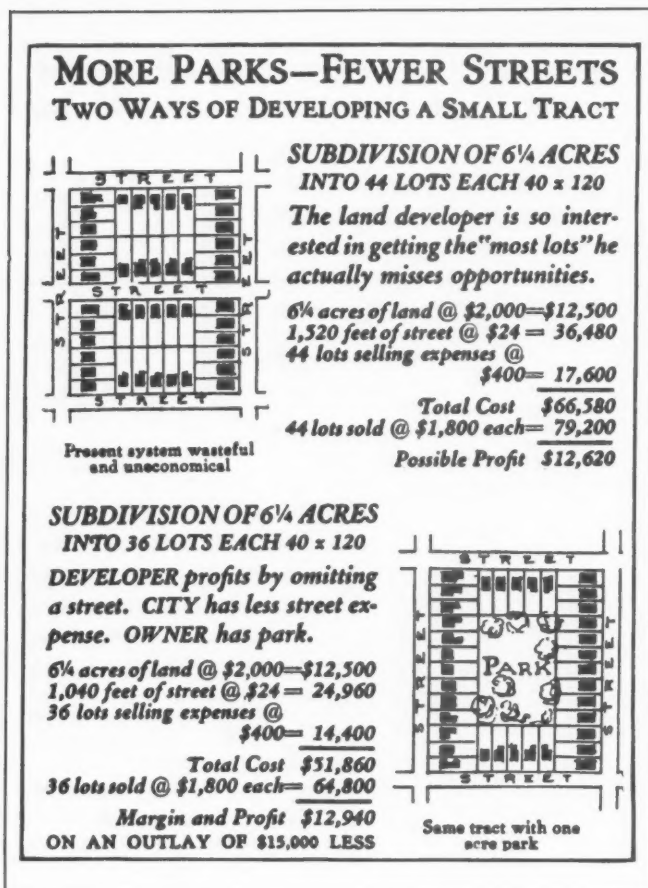 MORE PARKS—FEWER STREETS
TWO WAYS OF DEVELOPING A SMALL TRACT
STREET
STREET
STREET
STREET
STREET
Present system wasteful
and uneconomical
SUBDIVISION OF 6¼ ACRES
INTO 44 LOTS EACH 40 x 120
The land developer is so inter-
ested in getting the "most lots" he
actually misses opportunities.
6¼ acres of land @ $2,000=$12,500
1,520 feet of street @ $24 = 36,480
44 lots selling expenses @
$400= 17,600
Total Cost $66,580
44 lots sold @ $1,800 each= 79,200
Possible Profit $12,620
SUBDIVISION OF 6¼ ACRES
INTO 36 LOTS EACH 40 x 120
DEVELOPER profits by omitting
a street. CITY has less street ex-
pense. OWNER has park.
6¼ acres of land @ $2,000=$12,500
1,040 feet of street @ $24 = 24,960
36 lots selling expenses @
$400= 14,400
Total Cost $51,860
36 lots sold @ $1,800 each= 64,800
Margin and Profit $12,940
ON AN OUTLAY OF $15,000 LESS
STREET
STREET
PARK
STREET
STREET
Same tract with one
acre park